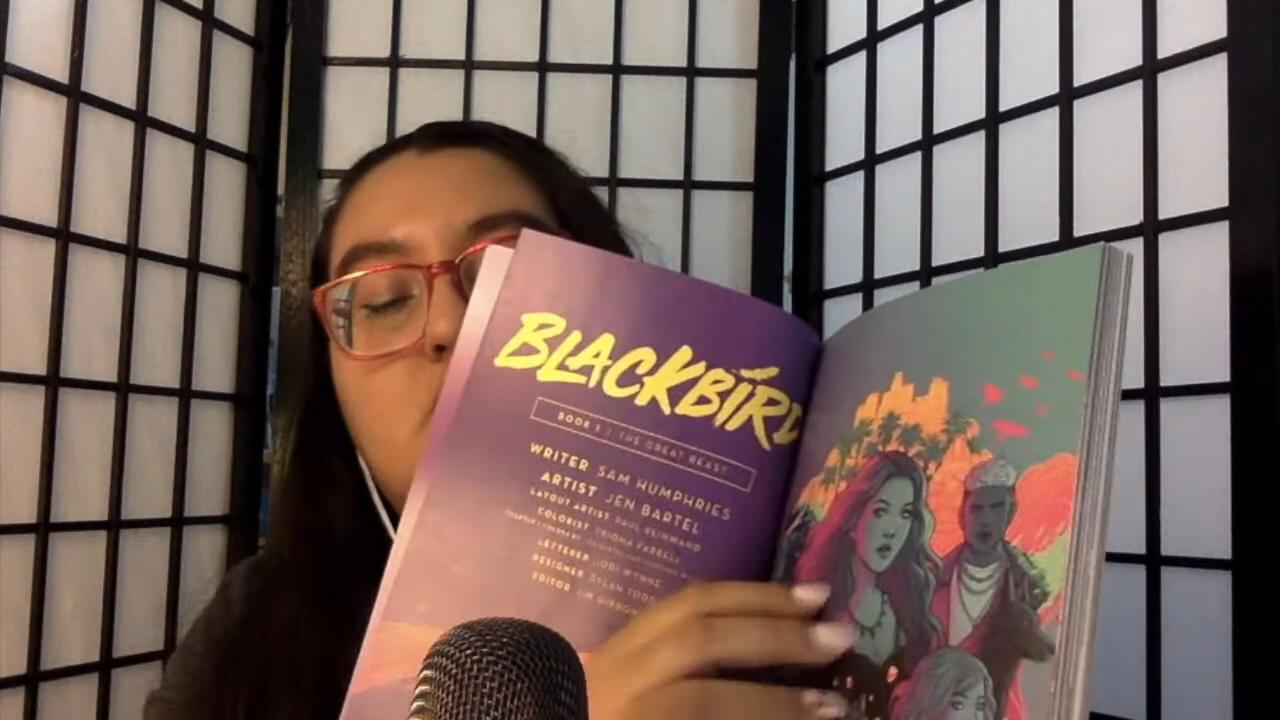 BLACKBIRD
BOOK 1 / THE GREAT BEAST
WRITER SAM HUMPHRIES
ARTIST JEN BARTEL
LAYOUT ARTIST PAUL REINWAND
COLORIST TRIONA FARRELL
LETTERER JODI WYNNE
DESIGNER DYLAN TODD
EDITOR JIM GIBBONS